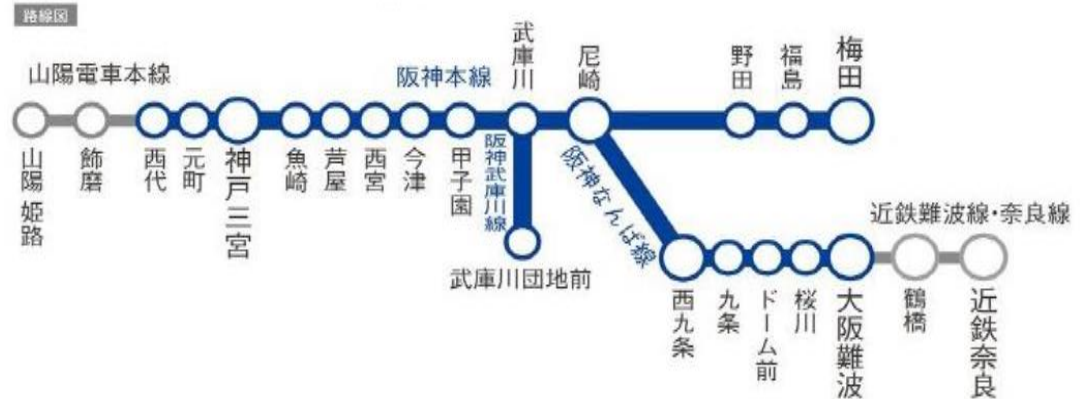 路線図
山陽電車本線
阪神本線
武庫川
尼崎
野田
福島
梅田
山陽姫路
飾磨
西代
元町
神戸三宮
魚崎
芦屋
西宮
今津
甲子園
阪神武庫川線
武庫川団地前
阪神なんば線
近鉄難波線・奈良線
西九条
九条
ドーム前
桜川
大阪難波
鶴橋
近鉄奈良